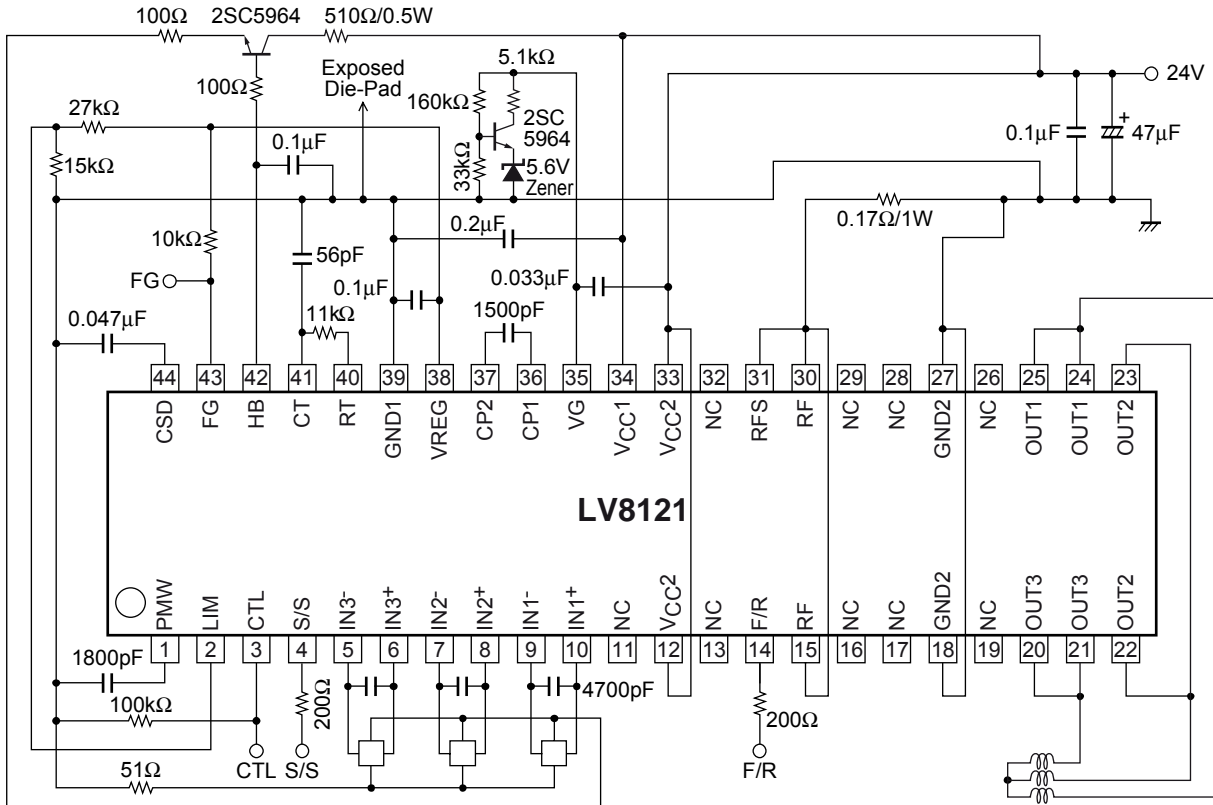 100Ω 2SC5964 510Ω/0.5W
Exposed
Die-Pad
5.1kΩ
24V
100Ω
160kΩ
27kΩ
2SC
5964
0.1μF
0.1μF
+
47μF
15kΩ
33kΩ
5.6V
Zener
0.17Ω/1W
10kΩ
0.2μF
56pF
FG
0.1μF
0.033μF
11kΩ
1500pF
0.047μF
44 43 42 41 40 39 38 37 36 35 34 33 32 31 30 29 28 27 26 25 24 23
CSD FG HB CT RT GND1 VREG CP2 CP1 VG VCC1 VCC2 NC RFS RF NC NC GND2 NC OUT1 OUT1 OUT2
LV8121
PMW LIM CTL S/S IN3- IN3+ IN2- IN2+ IN1- IN1+ NC VCC2 NC F/R RF NC NC GND2 NC OUT3 OUT3 OUT2
1 2 3 4 5 6 7 8 9 10 11 12 13 14 15 16 17 18 19 20 21 22
1800pF
4700pF
100kΩ
200Ω
200Ω
51Ω
CTL S/S
F/R